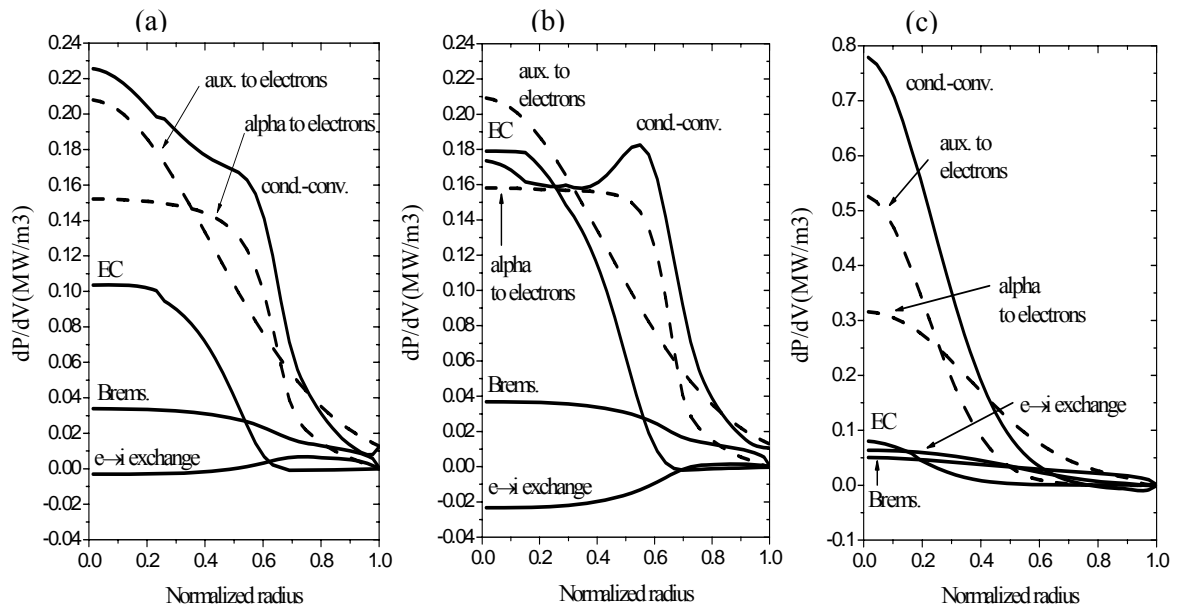 (a)
0.24
0.22
0.20
0.18
0.16
0.14
0.12
0.10
0.08
0.06
0.04
0.02
0.00
-0.02
-0.04
dP/dV(MW/m3)
aux. to electrons
alpha to electrons
cond.-conv.
EC
Brems.
e→i exchange
0.0 0.2 0.4 0.6 0.8 1.0
Normalized radius
(b)
0.24
0.22
0.20
0.18
0.16
0.14
0.12
0.10
0.08
0.06
0.04
0.02
0.00
-0.02
-0.04
dP/dV(MW/m3)
aux. to
electrons
EC
cond.-conv.
alpha
to electrons
Brems.
e→i exchange
0.0 0.2 0.4 0.6 0.8 1.0
Normalized radius
(c)
0.8
0.7
0.6
0.5
0.4
0.3
0.2
0.1
0.0
-0.1
dP/dV(MW/m3)
cond.-conv.
aux. to
electrons
alpha
to electrons
e→i exchange
EC
Brems.
0.0 0.2 0.4 0.6 0.8 1.0
Normalized radius